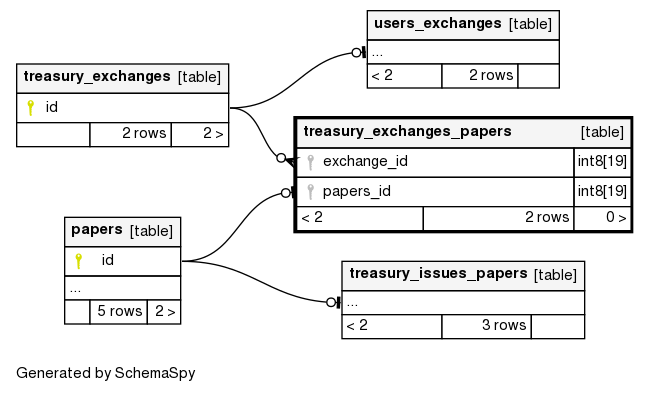 users_exchanges [table]
...
< 2 2 rows
treasury_exchanges [table]
id
2 rows 2 >
treasury_exchanges_papers [table]
exchange_id int8[19]
papers_id int8[19]
< 2 2 rows 0 >
papers [table]
id
...
5 rows 2 >
treasury_issues_papers [table]
...
< 2 3 rows
Generated by SchemaSpy